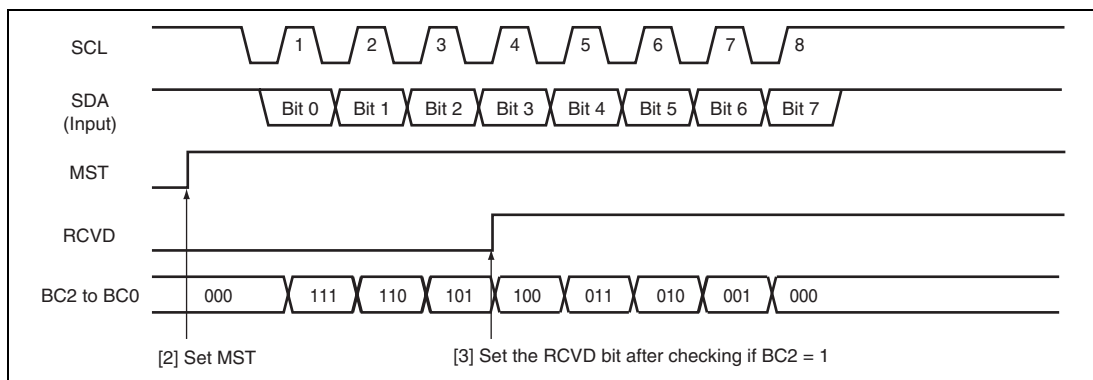 SCL 1 2 3 4 5 6 7 8
SDA
(Input)
Bit 0 Bit 1 Bit 2 Bit 3 Bit 4 Bit 5 Bit 6 Bit 7
MST
RCVD
BC2 to BC0 000 111 110 101 100 011 010 001 000
[2] Set MST [3] Set the RCVD bit after checking if BC2 = 1